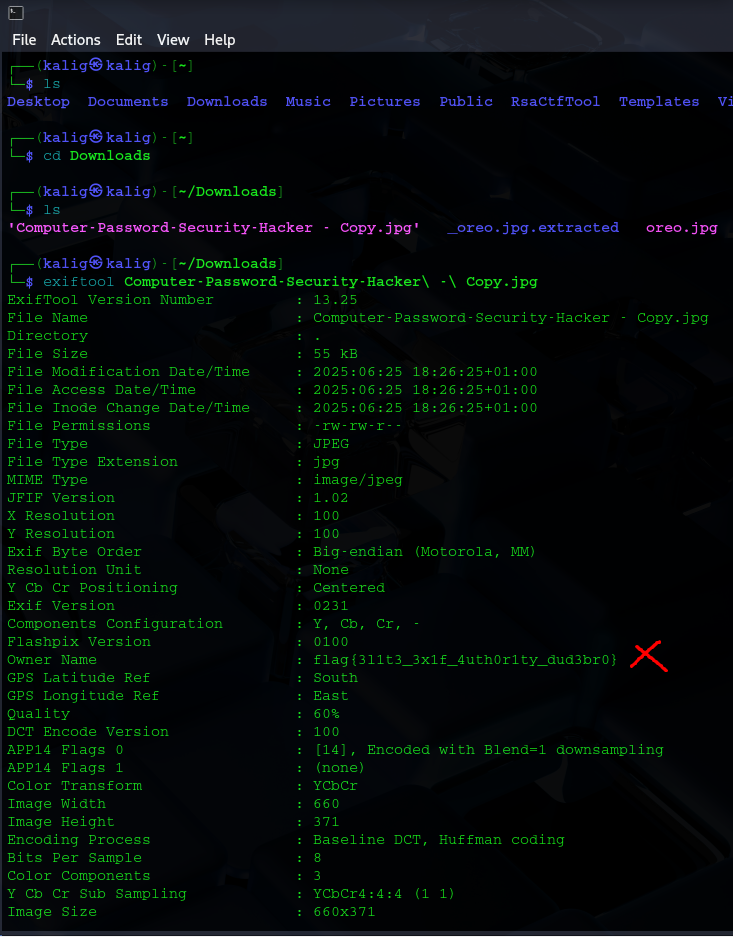 File Actions Edit View Help
┌──(kalig㉿kalig)-[~]
└─$ ls
Desktop Documents Downloads Music Pictures Public RsaCtfTool Templates Vi
┌──(kalig㉿kalig)-[~]
└─$ cd Downloads
┌──(kalig㉿kalig)-[~/Downloads]
└─$ ls
'Computer-Password-Security-Hacker - Copy.jpg' _oreo.jpg.extracted oreo.jpg
┌──(kalig㉿kalig)-[~/Downloads]
└─$ exiftool Computer-Password-Security-Hacker\ -\ Copy.jpg
ExifTool Version Number : 13.25
File Name : Computer-Password-Security-Hacker - Copy.jpg
Directory : .
File Size : 55 kB
File Modification Date/Time : 2025:06:25 18:26:25+01:00
File Access Date/Time : 2025:06:25 18:26:25+01:00
File Inode Change Date/Time : 2025:06:25 18:26:25+01:00
File Permissions : -rw-rw-r--
File Type : JPEG
File Type Extension : jpg
MIME Type : image/jpeg
JFIF Version : 1.02
X Resolution : 100
Y Resolution : 100
Exif Byte Order : Big-endian (Motorola, MM)
Resolution Unit : None
Y Cb Cr Positioning : Centered
Exif Version : 0231
Components Configuration : Y, Cb, Cr, -
Flashpix Version : 0100
Owner Name : flag{3l1t3_3x1f_4uth0r1ty_dud3br0}
GPS Latitude Ref : South
GPS Longitude Ref : East
Quality : 60%
DCT Encode Version : 100
APP14 Flags 0 : [14], Encoded with Blend=1 downsampling
APP14 Flags 1 : (none)
Color Transform : YCbCr
Image Width : 660
Image Height : 371
Encoding Process : Baseline DCT, Huffman coding
Bits Per Sample : 8
Color Components : 3
Y Cb Cr Sub Sampling : YCbCr4:4:4 (1 1)
Image Size : 660x371